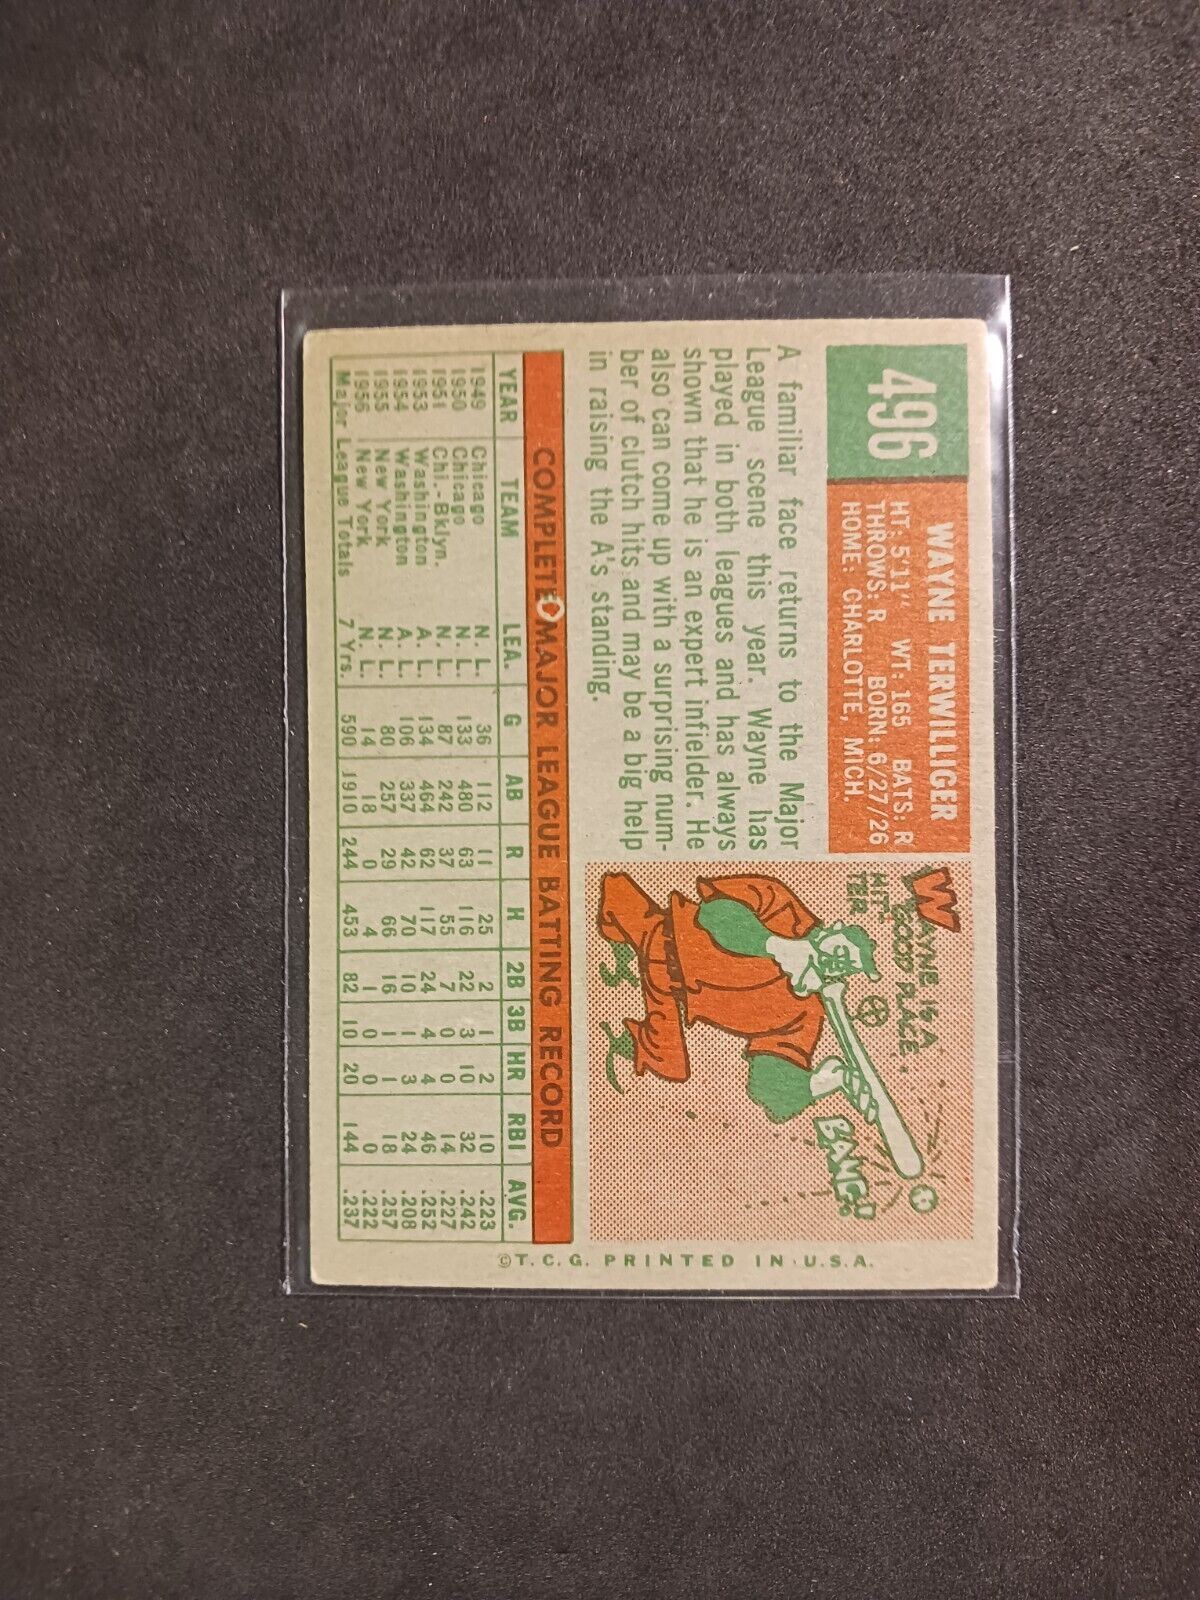 496
WAYNE TERWILLIGER
HT: 5'11" WT: 165 BATS: R
THROWS: R BORN: 6/27/26
HOME: CHARLOTTE, MICH.
A familiar face returns to the Major
League scene this year. Wayne has
played in both leagues and has always
shown that he is an expert infielder. He
also can come up with a surprising num-
ber of clutch hits and may be a big help
in raising the A's standing.
WAYNE IS A
GOOD PLACE
HIT
TER
BANG!
COMPLETE MAJOR LEAGUE BATTING RECORD
YEAR TEAM LEA. G AB R H 2B 3B HR RBI AVG.
1949 Chicago N. L. 36 112 11 25 2 1 2 10 .223
1950 Chicago N. L. 133 480 63 116 22 3 10 32 .242
1951 Chi.-Bklyn. N. L. 87 242 37 55 7 0 0 14 .227
1953 Washington A. L. 134 464 62 117 24 4 4 46 .252
1954 Washington A. L. 106 337 42 70 10 1 3 24 .208
1955 New York N. L. 80 257 29 66 16 1 1 18 .257
1956 New York N. L. 14 18 0 4 1 0 0 0 .222
Major League Totals 7 Yrs. 590 1910 244 453 82 10 20 144 .237
©T. C. G. PRINTED IN U.S.A.